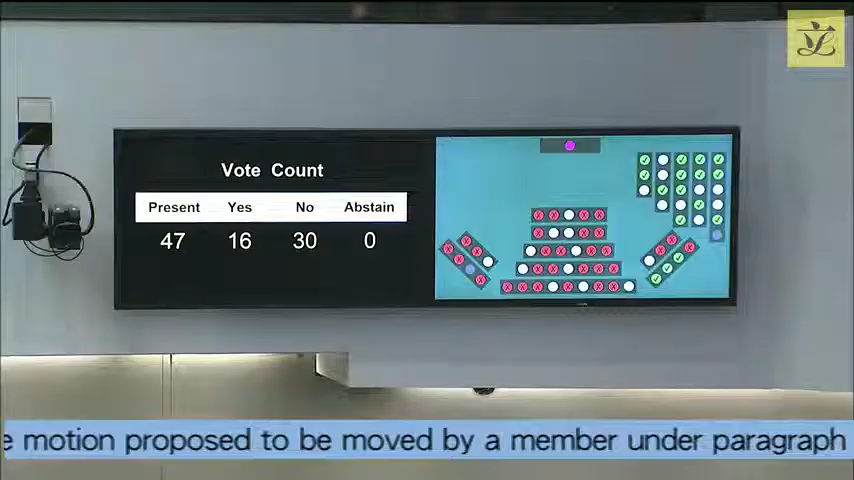 Vote Count
Present Yes No Abstain
47 16 30 0
e motion proposed to be moved by a member under paragraph